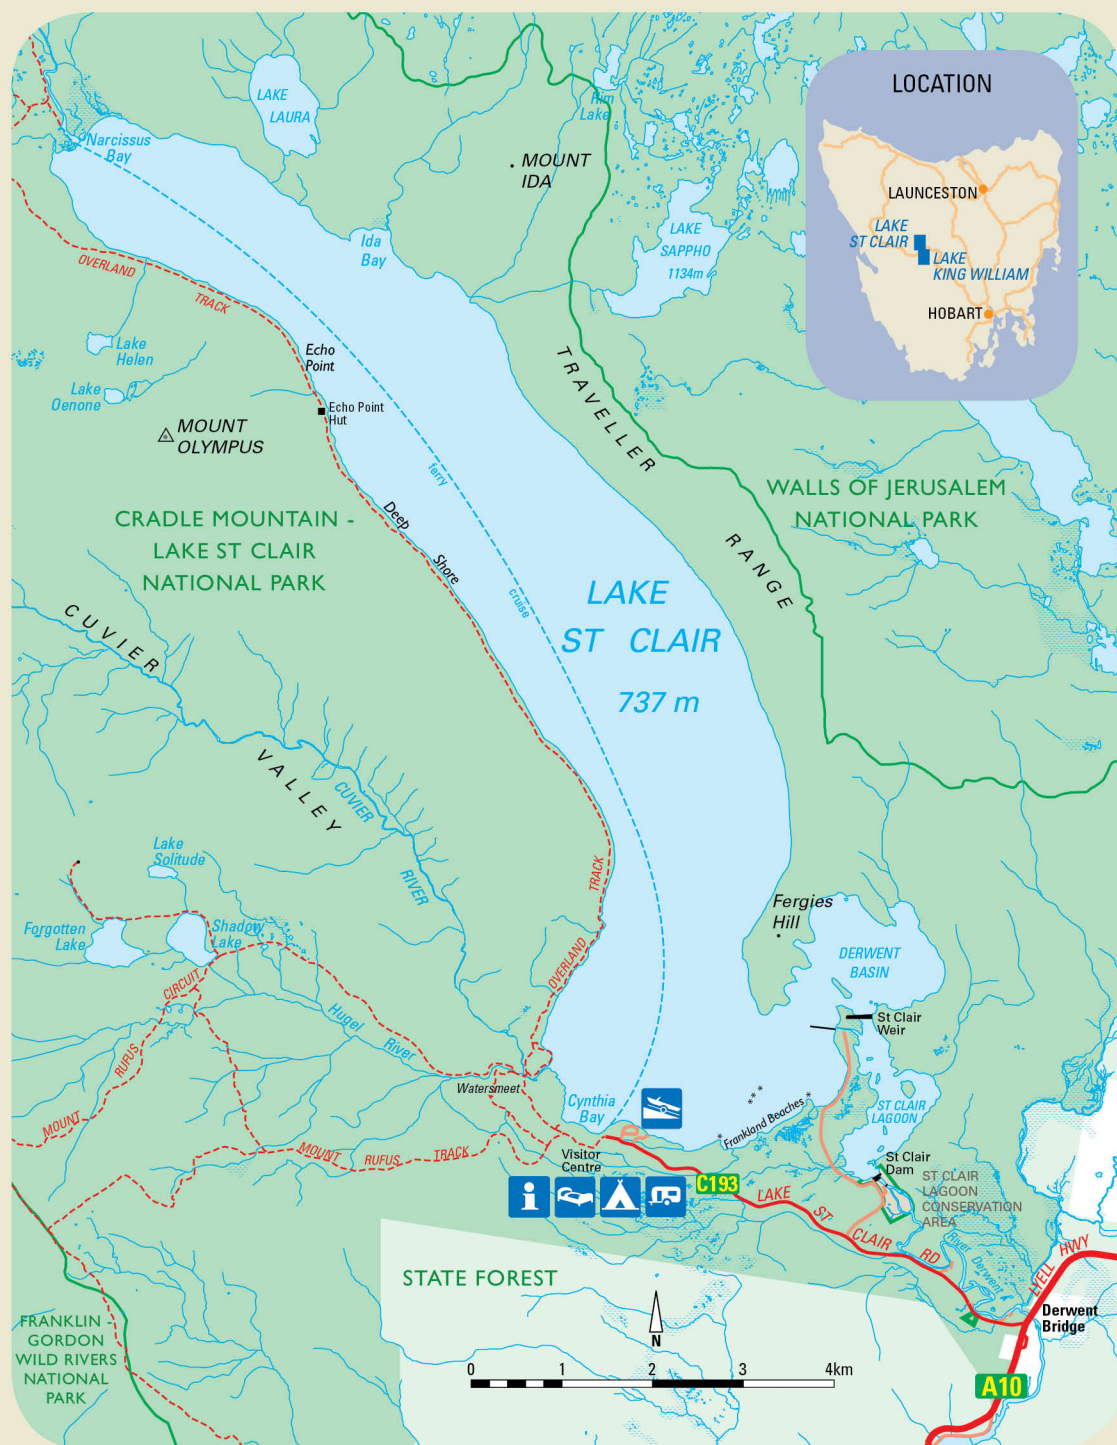 LOCATION
LAUNCESTON
LAKE
ST CLAIR
LAKE
KING WILLIAM
HOBART
LAKE
LAURA
Rim
Lake
Narcissus
Bay
MOUNT
IDA
Ida
Bay
LAKE
SAPPHO
1134m
OVERLAND
TRACK
Lake
Helen
Lake
Oenone
Echo
Point
Echo Point
Hut
MOUNT
OLYMPUS
TRAVELLER
RANGE
ferry
cruise
Deep
Shore
WALLS OF JERUSALEM
NATIONAL PARK
CRADLE MOUNTAIN -
LAKE ST CLAIR
NATIONAL PARK
LAKE
ST CLAIR
737 m
CUVIER
VALLEY
CUVIER
RIVER
Lake
Solitude
Forgotten
Lake
Shadow
Lake
TRACK
OVERLAND
Fergies
Hill
DERWENT
BASIN
St Clair
Weir
CIRCUIT
RUFUS
MOUNT
Hugel
River
Watersmeet
Cynthia
Bay
ST CLAIR
LAGOON
* * *
* Frankland Beaches *
MOUNT RUFUS TRACK
Visitor
Centre
i
C193
St Clair
Dam
ST CLAIR
LAGOON
CONSERVATION
AREA
LAKE ST CLAIR RD
River Derwent
LYELL HWY
STATE FOREST
Derwent
Bridge
FRANKLIN -
GORDON
WILD RIVERS
NATIONAL
PARK
N
0 1 2 3 4km
A10